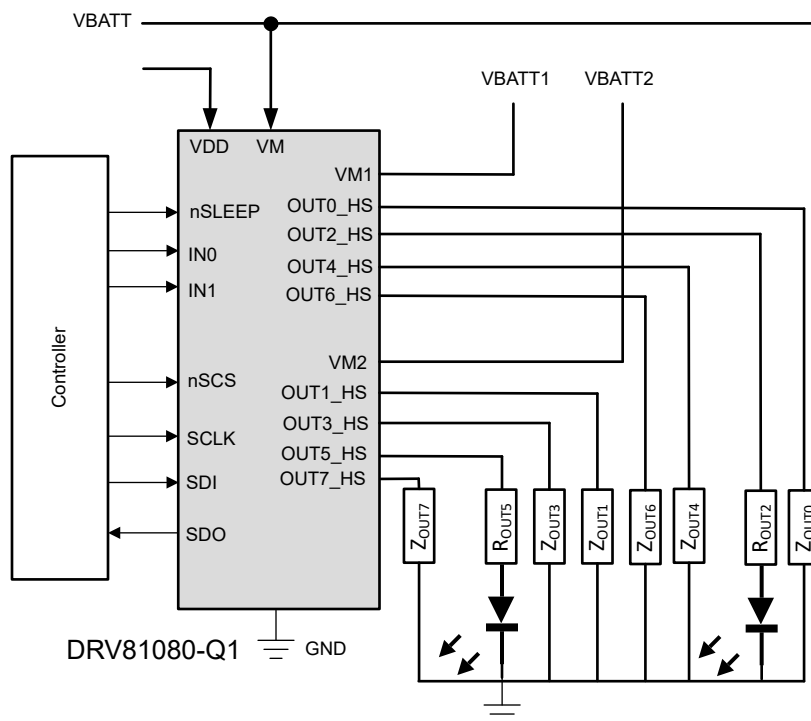 VBATT
VBATT1
VBATT2
VDD
VM
VM1
nSLEEP
OUT0_HS
OUT2_HS
IN0
OUT4_HS
IN1
OUT6_HS
Controller
VM2
nSCS
OUT1_HS
OUT3_HS
SCLK
OUT5_HS
SDI
OUT7_HS
SDO
ZOUT7
ROUT5
ZOUT3
ZOUT1
ZOUT6
ZOUT4
ROUT2
ZOUT0
DRV81080-Q1
GND